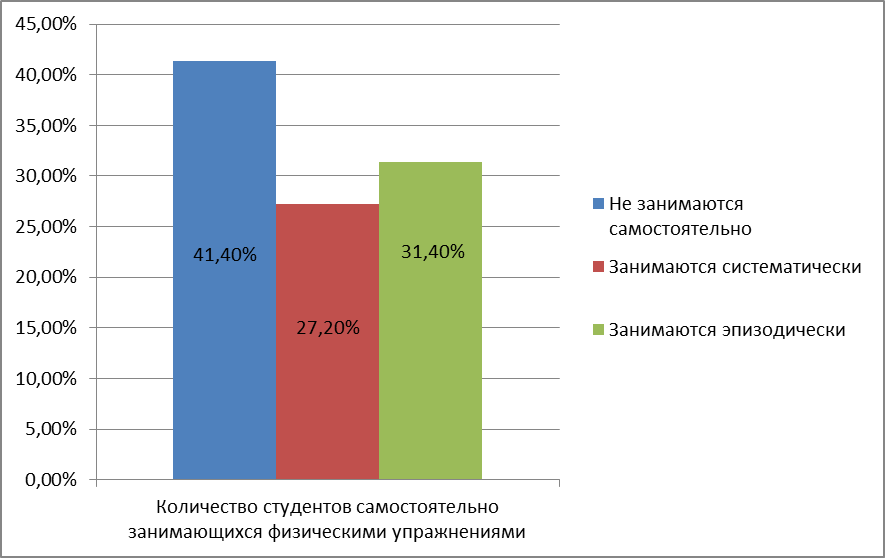 45,00%
40,00%
35,00%
30,00%
25,00%
20,00%
15,00%
10,00%
5,00%
0,00%
41,40%
27,20%
31,40%
Количество студентов самостоятельно
занимающихся физическими упражнениями
Не занимаются
самостоятельно
Занимаются систематически
Занимаются эпизодически